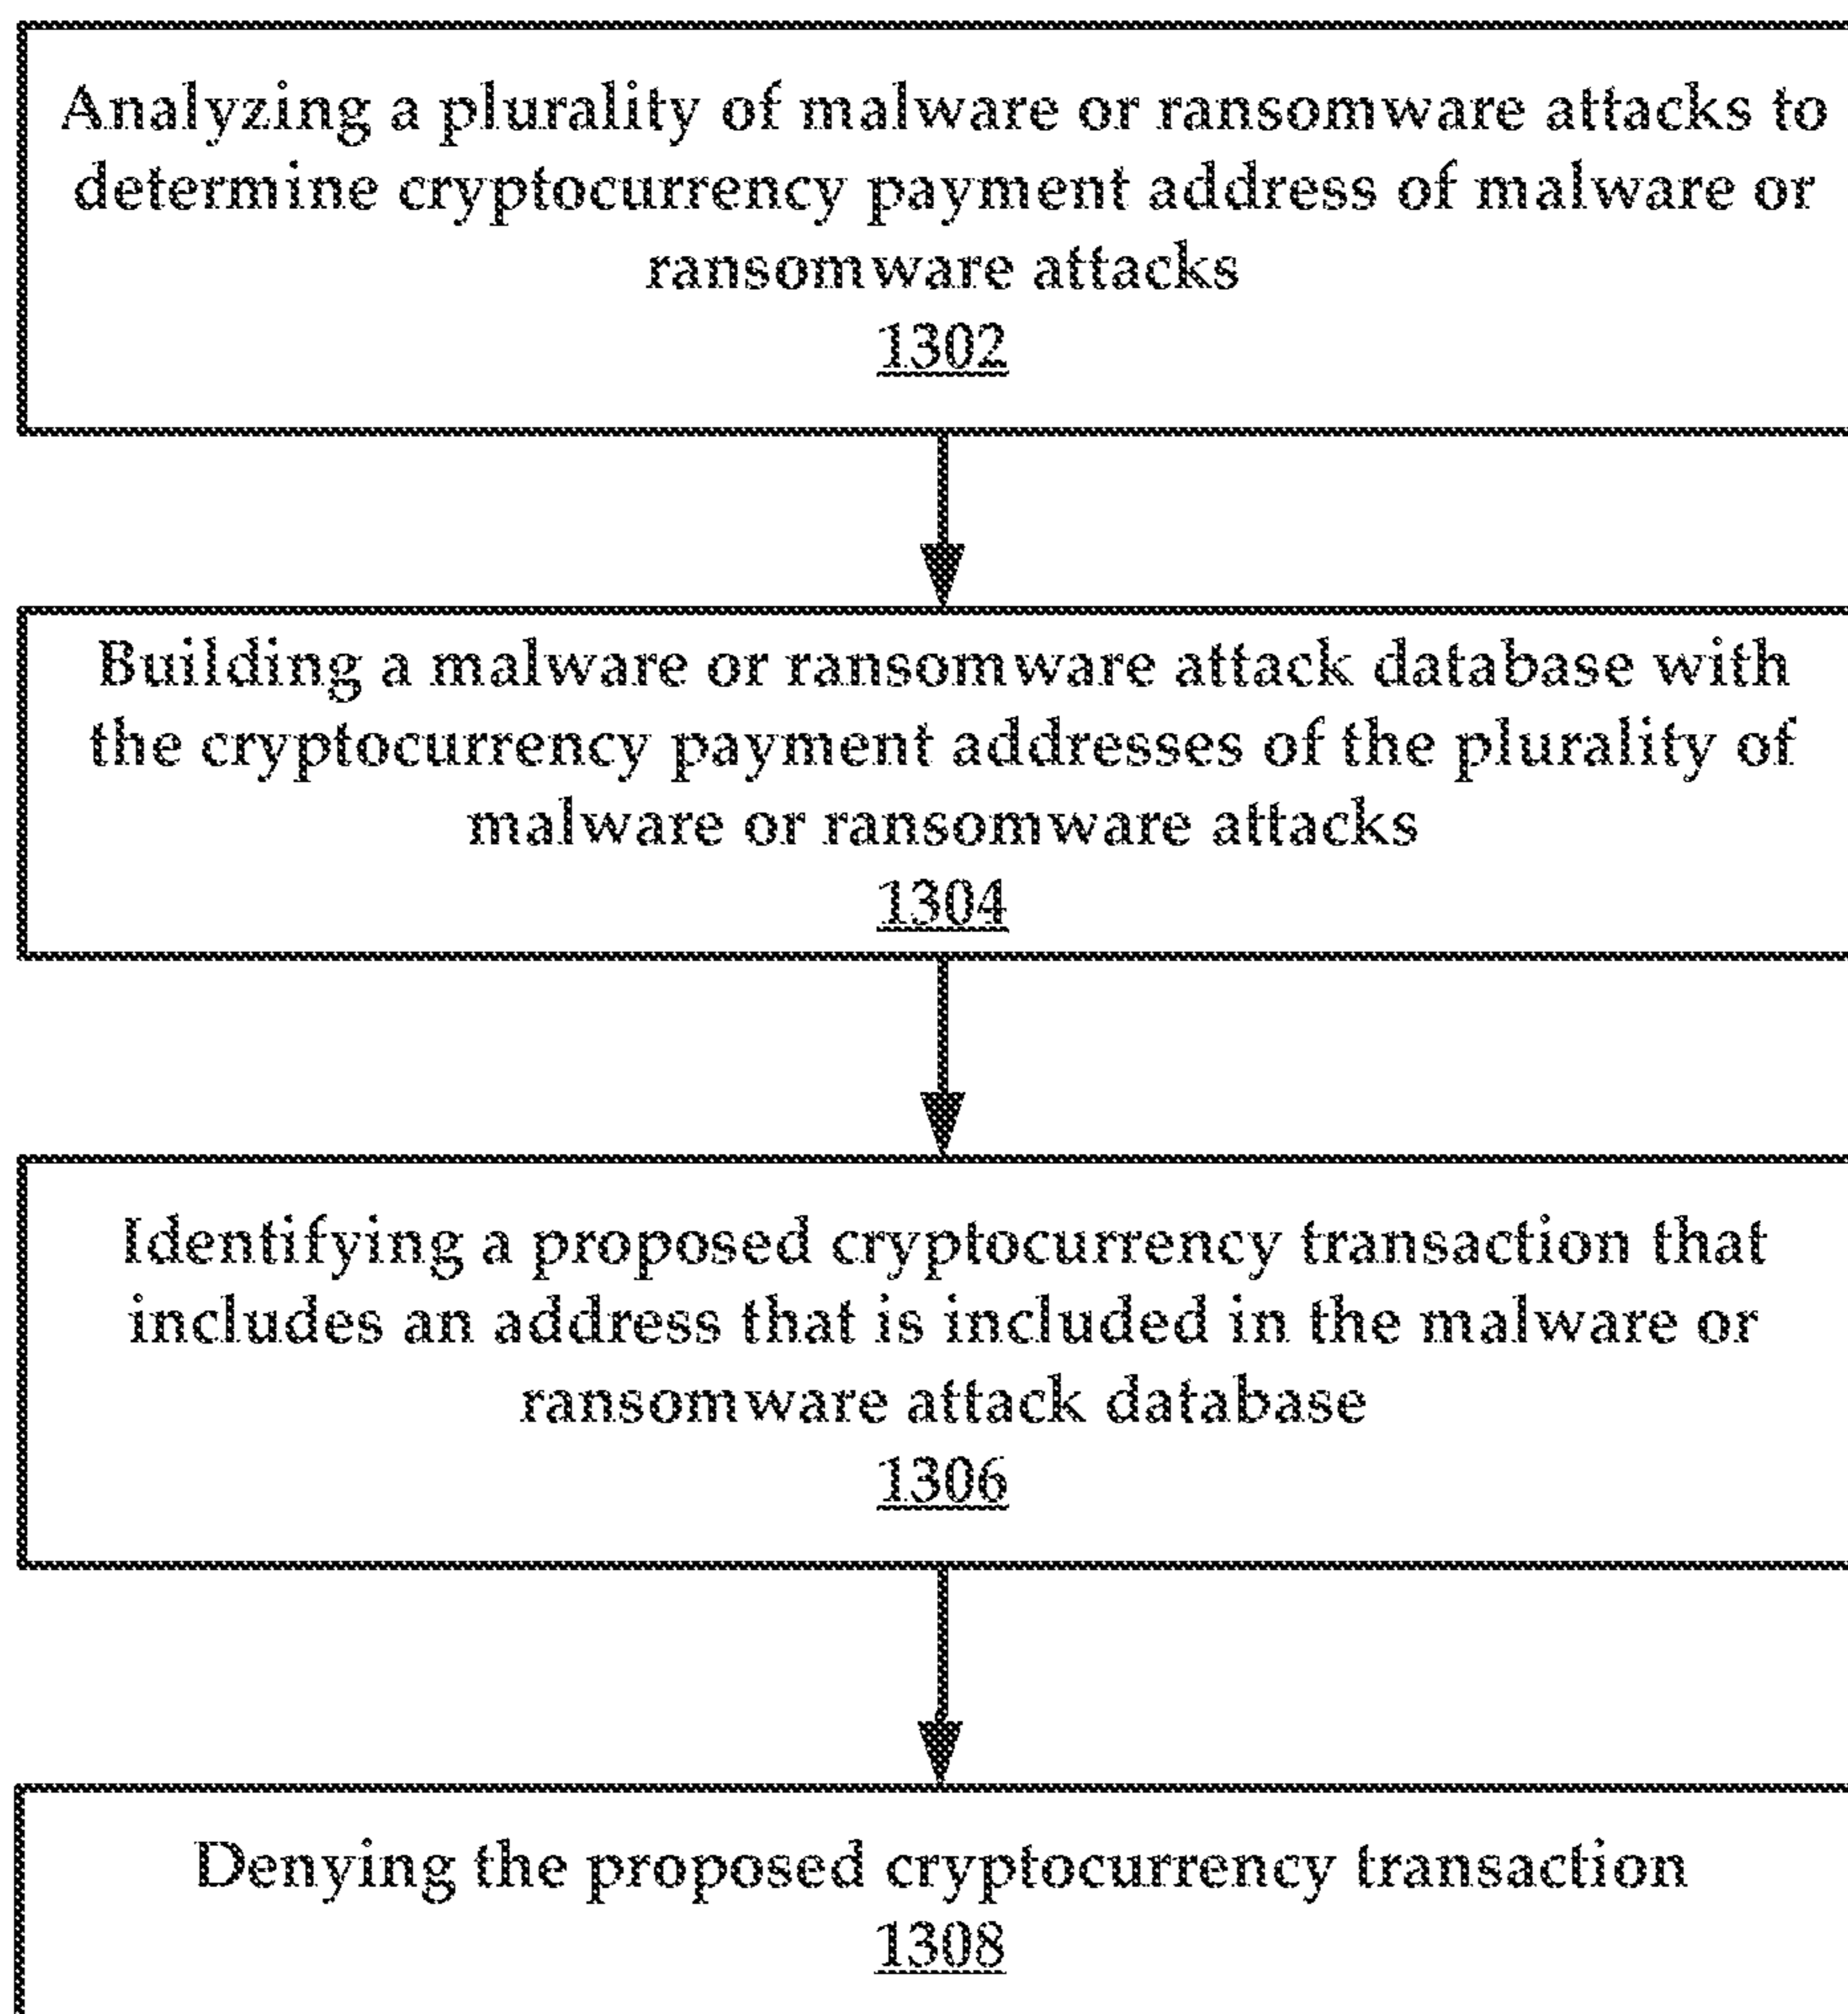 Analyzing a plurality of malware or ransomware attacks to
determine cryptocurrency payment address of malware or
ransomware attacks
1302
Building a malware or ransomware attack database with
the cryptocurrency payment addresses of the plurality of
malware or ransomware attacks
1304
Identifying a proposed cryptocurrency transaction that
includes an address that is included in the malware or
ransomware attack database
1306
Denying the proposed cryptocurrency transaction
1308